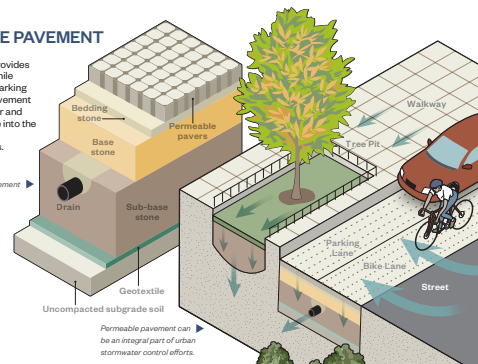 E PAVEMENT
rovides
hile
arking
vement
r and
into the
s.
ement
Bedding
stone
Permeable
pavers
Base
stone
Drain
Sub-base
stone
Geotextile
Uncompacted subgrade soil
Permeable pavement can
be an integral part of urban
stormwater control efforts.
Walkway
Tree Pit
Parking
Lane
Bike Lane
Street